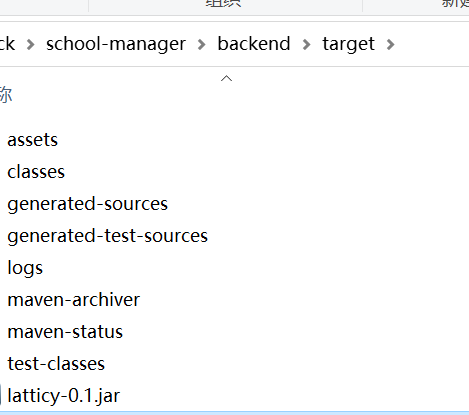 组织
ck > school-manager > backend > target >
称
assets
classes
generated-sources
generated-test-sources
logs
maven-archiver
maven-status
test-classes
latticy-0.1.jar